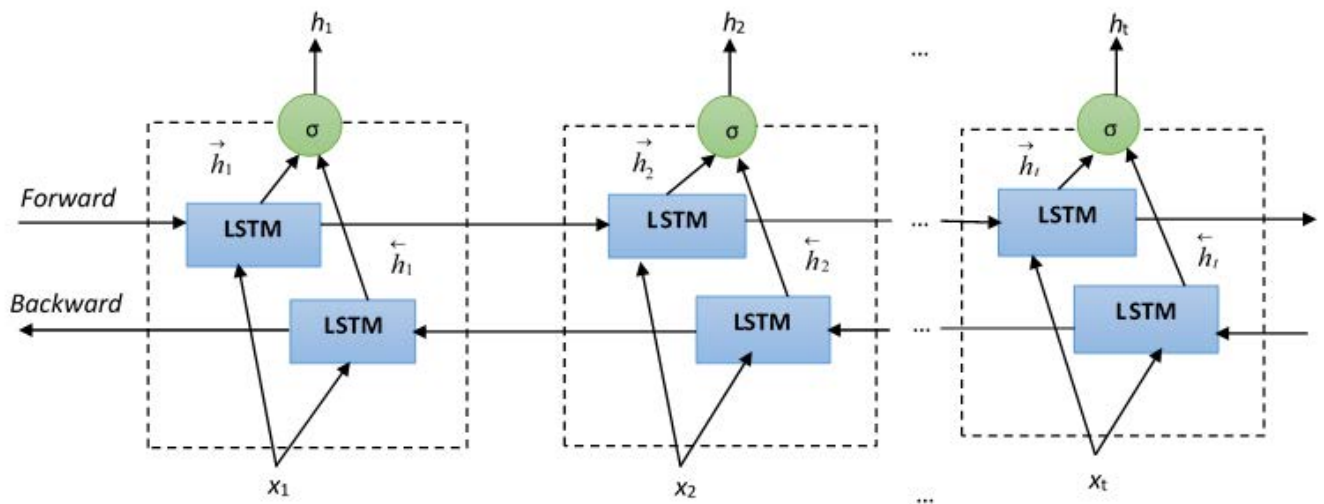 h₁ h₂ ... hₜ
σ σ σ
→h₁ →h₂ →hₜ
Forward
LSTM LSTM ... LSTM
←h₁ ←h₂ ←hₜ
Backward
LSTM LSTM ... LSTM
x₁ x₂ ... xₜ